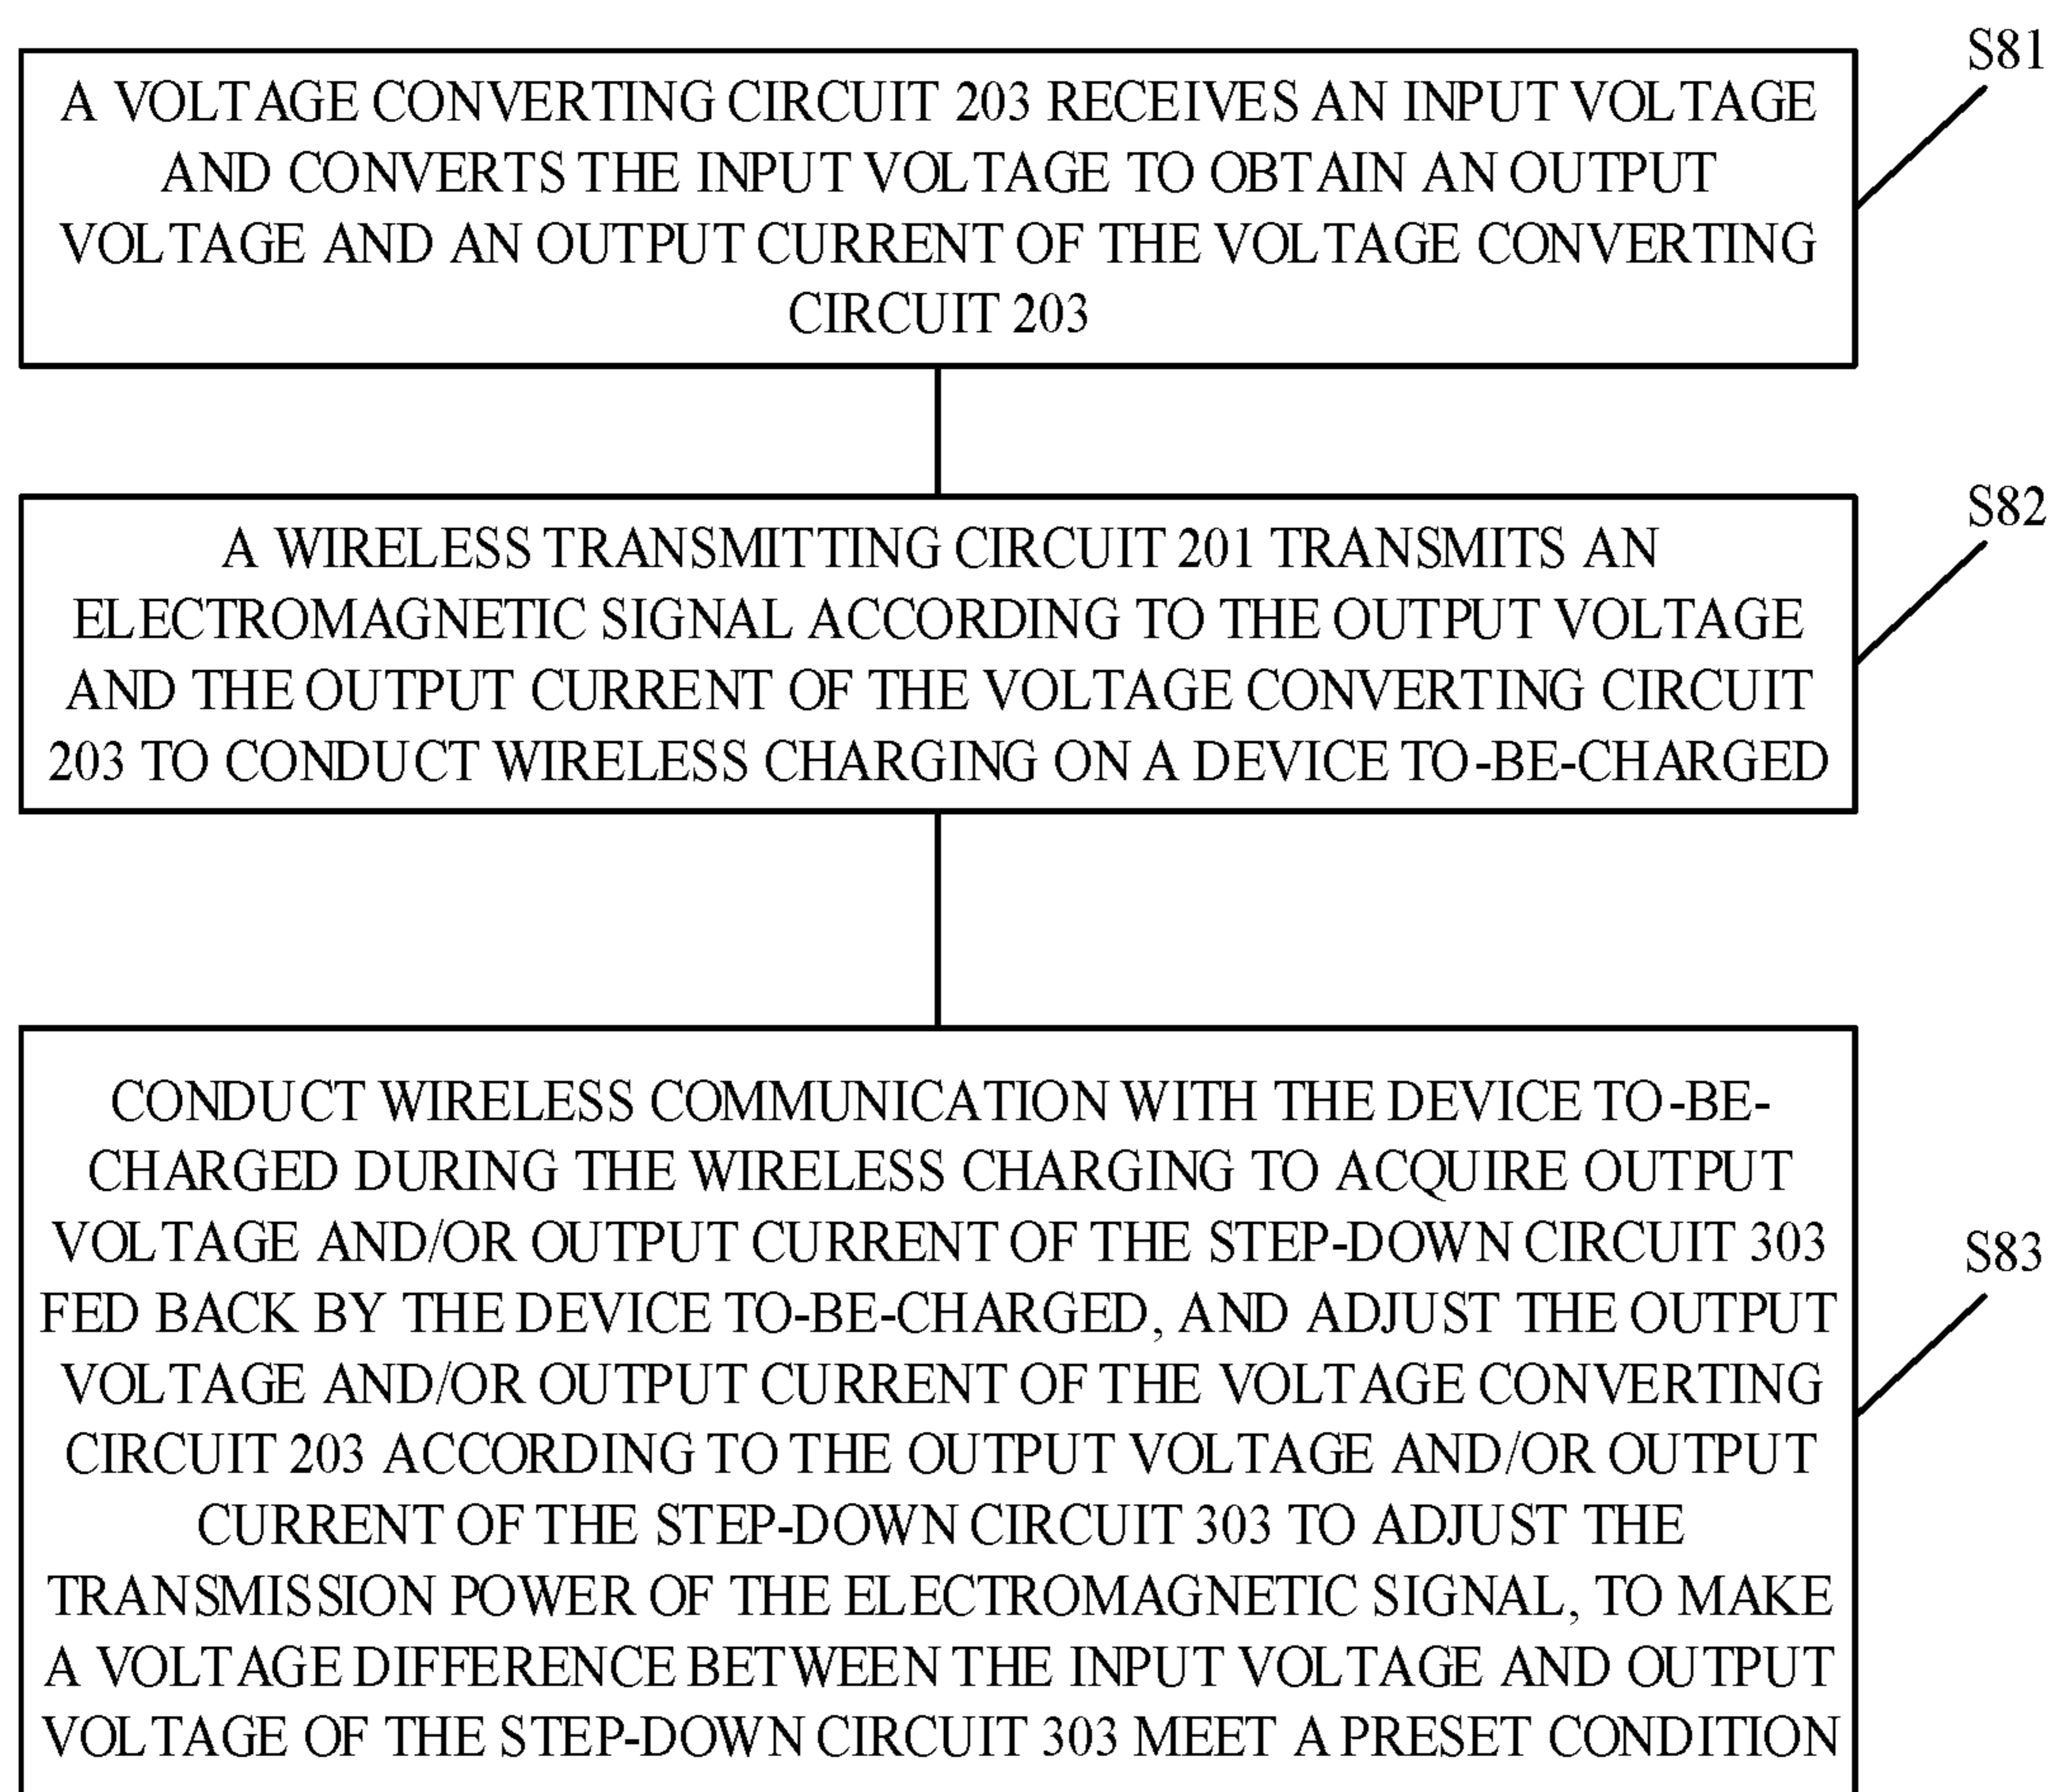 S81
A VOLTAGE CONVERTING CIRCUIT 203 RECEIVES AN INPUT VOLTAGE
AND CONVERTS THE INPUT VOLTAGE TO OBTAIN AN OUTPUT
VOLTAGE AND AN OUTPUT CURRENT OF THE VOLTAGE CONVERTING
CIRCUIT 203
S82
A WIRELESS TRANSMITTING CIRCUIT 201 TRANSMITS AN
ELECTROMAGNETIC SIGNAL ACCORDING TO THE OUTPUT VOLTAGE
AND THE OUTPUT CURRENT OF THE VOLTAGE CONVERTING CIRCUIT
203 TO CONDUCT WIRELESS CHARGING ON A DEVICE TO-BE-CHARGED
S83
CONDUCT WIRELESS COMMUNICATION WITH THE DEVICE TO-BE-
CHARGED DURING THE WIRELESS CHARGING TO ACQUIRE OUTPUT
VOLTAGE AND/OR OUTPUT CURRENT OF THE STEP-DOWN CIRCUIT 303
FED BACK BY THE DEVICE TO-BE-CHARGED, AND ADJUST THE OUTPUT
VOLTAGE AND/OR OUTPUT CURRENT OF THE VOLTAGE CONVERTING
CIRCUIT 203 ACCORDING TO THE OUTPUT VOLTAGE AND/OR OUTPUT
CURRENT OF THE STEP-DOWN CIRCUIT 303 TO ADJUST THE
TRANSMISSION POWER OF THE ELECTROMAGNETIC SIGNAL, TO MAKE
A VOLTAGE DIFFERENCE BETWEEN THE INPUT VOLTAGE AND OUTPUT
VOLTAGE OF THE STEP-DOWN CIRCUIT 303 MEET A PRESET CONDITION